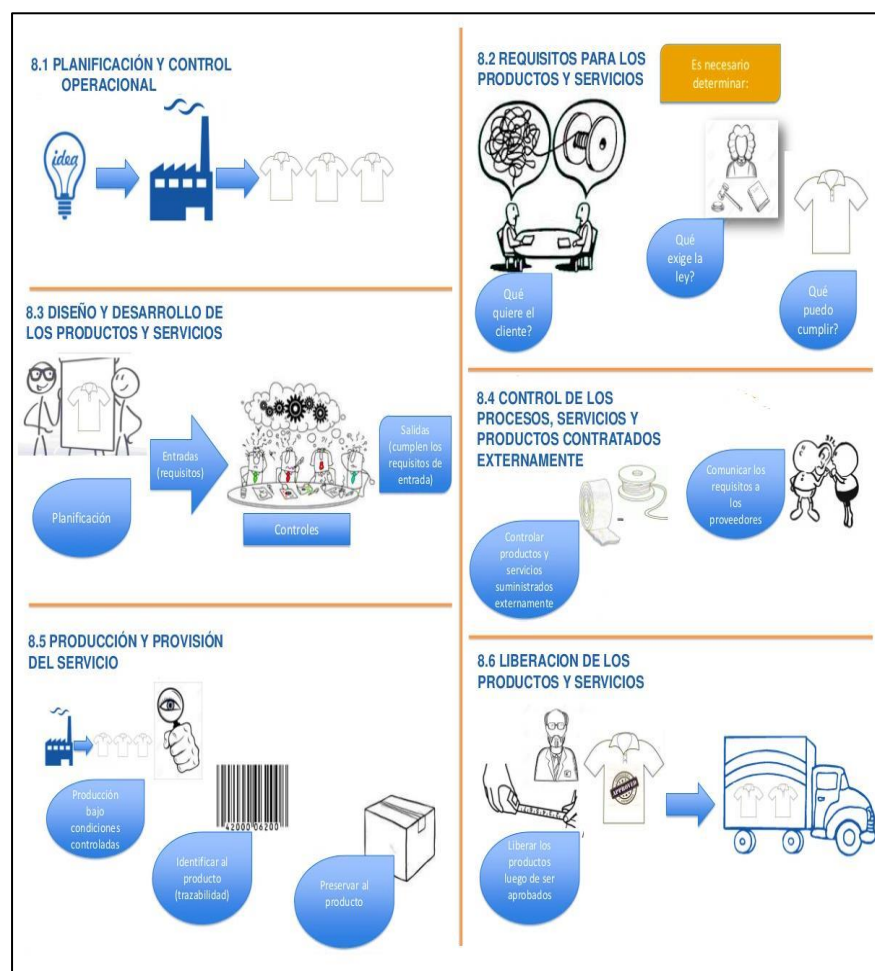 8.1 PLANIFICACIÓN Y CONTROL
OPERACIONAL
idea
8.2 REQUISITOS PARA LOS
PRODUCTOS Y SERVICIOS
Es necesario
determinar:
Qué
quiere el
cliente?
Qué
exige la
ley?
Qué
puedo
cumplir?
8.3 DISEÑO Y DESARROLLO DE
LOS PRODUCTOS Y SERVICIOS
Planificación
Entradas
(requisitos)
Controles
Salidas
(cumplen los
requisitos de
entrada)
8.4 CONTROL DE LOS
PROCESOS, SERVICIOS Y
PRODUCTOS CONTRATADOS
EXTERNAMENTE
Controlar
productos y
servicios
suministrados
externamente
Comunicar los
requisitos a
los
proveedores
8.5 PRODUCCIÓN Y PROVISIÓN
DEL SERVICIO
Producción
bajo
condiciones
controladas
42000 06200
Identificar al
producto
(trazabilidad)
Preservar al
producto
8.6 LIBERACION DE LOS
PRODUCTOS Y SERVICIOS
APPROVED
Liberar los
productos
luego de ser
aprobados